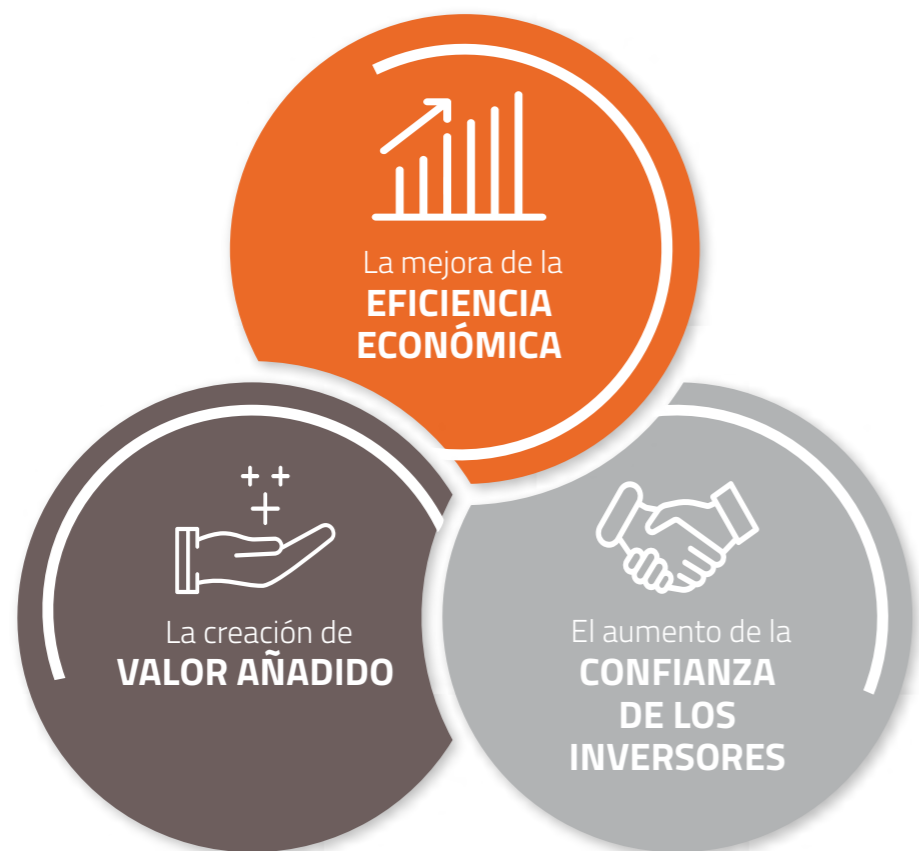 La mejora de la
EFICIENCIA
ECONÓMICA
La creación de
VALOR AÑADIDO
El aumento de la
CONFIANZA
DE LOS
INVERSORES